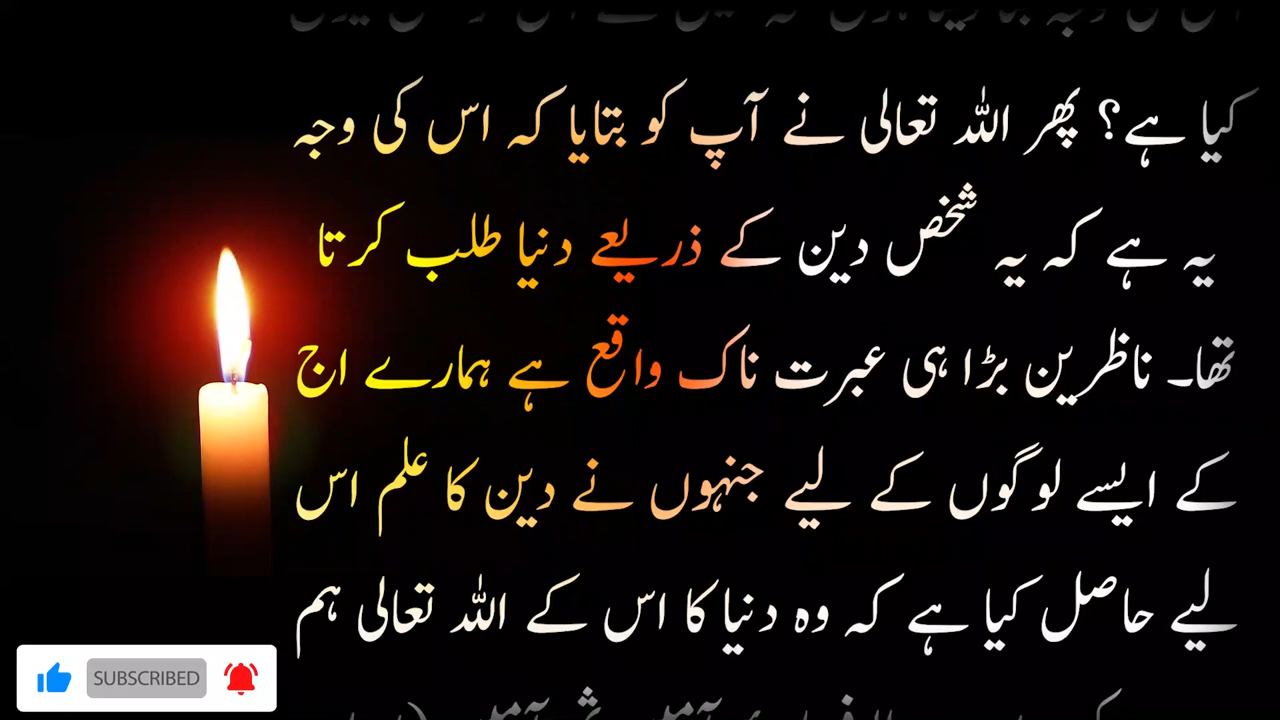 کیا ہے؟ پھر اللہ تعالی نے آپ کو بتایا کہ اس کی وجہ
یہ ہے کہ یہ شخص دین کے ذریعے دنیا طلب کرتا
تھا۔ ناظرین بڑا ہی عبرت ناک واقع ہے ہمارے اج
کے ایسے لوگوں کے لیے جنہوں نے دین کا علم اس
لیے حاصل کیا ہے کہ وہ دنیا کا اس کے اللہ تعالی ہم
SUBSCRIBED